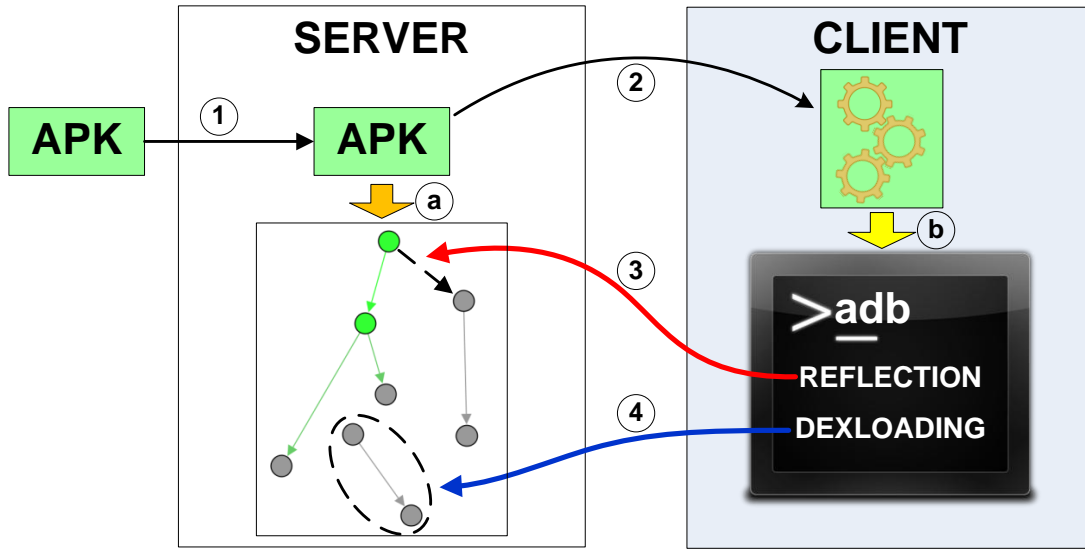 SERVER
CLIENT
1
2
APK
APK
a
b
3
>adb
REFLECTION
4
DEXLOADING